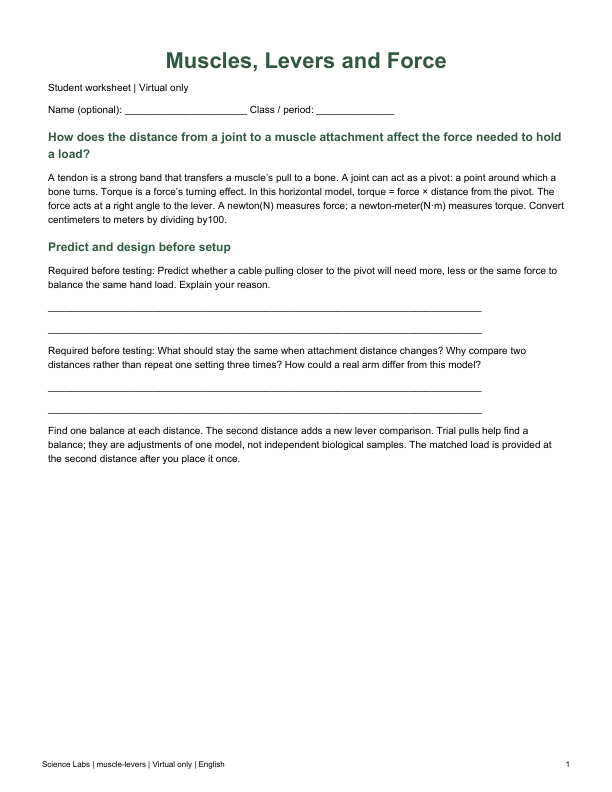 Muscles, Levers and Force
Student worksheet | Virtual only
Name (optional): ______________________ Class / period: ______________
How does the distance from a joint to a muscle attachment affect the force needed to hold
a load?
A tendon is a strong band that transfers a muscle’s pull to a bone. A joint can act as a pivot: a point around which a
bone turns. Torque is a force’s turning effect. In this horizontal model, torque = force × distance from the pivot. The
force acts at a right angle to the lever. A newton(N) measures force; a newton-meter(N·m) measures torque. Convert
centimeters to meters by dividing by100.
Predict and design before setup
Required before testing: Predict whether a cable pulling closer to the pivot will need more, less or the same force to
balance the same hand load. Explain your reason.
Required before testing: What should stay the same when attachment distance changes? Why compare two
distances rather than repeat one setting three times? How could a real arm differ from this model?
Find one balance at each distance. The second distance adds a new lever comparison. Trial pulls help find a
balance; they are adjustments of one model, not independent biological samples. The matched load is provided at
the second distance after you place it once.
Science Labs | muscle-levers | Virtual only | English
1